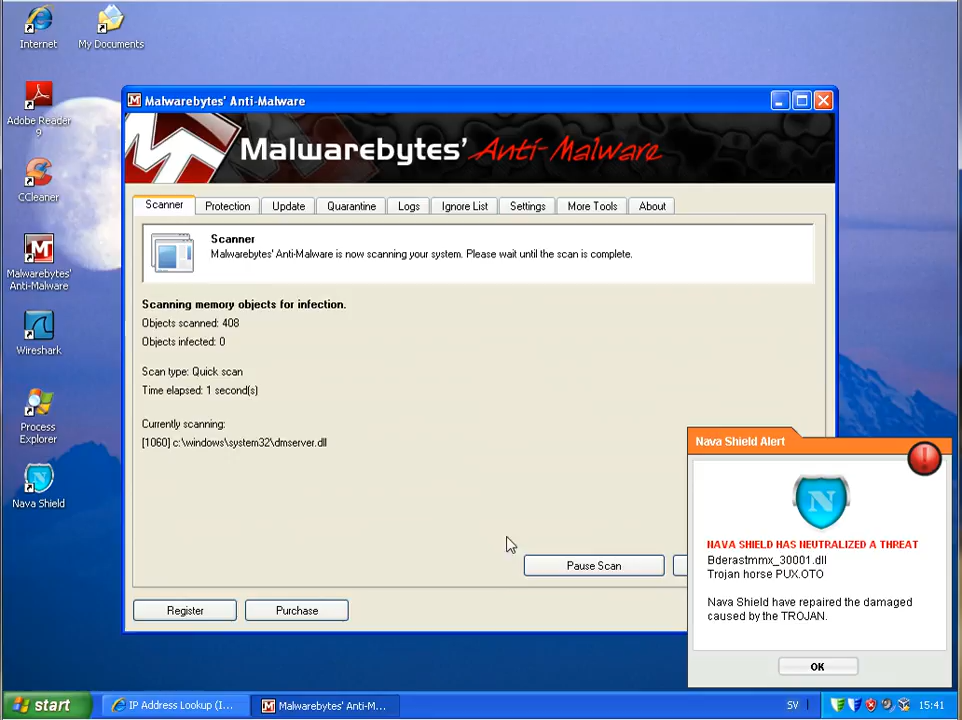 Internet
My Documents
Adobe Reader
9
CCleaner
Malwarebytes'
Anti-Malware
Wireshark
Process
Explorer
Nava Shield
Malwarebytes' Anti-Malware
Malwarebytes' Anti-Malware
Scanner
Protection
Update
Quarantine
Logs
Ignore List
Settings
More Tools
About
Scanner
Malwarebytes' Anti-Malware is now scanning your system. Please wait until the scan is complete.
Scanning memory objects for infection.
Objects scanned: 408
Objects infected: 0
Scan type: Quick scan
Time elapsed: 1 second(s)
Currently scanning:
[1060] c:\windows\system32\dmserver.dll
Pause Scan
Register
Purchase
Nava Shield Alert
N
NAVA SHIELD HAS NEUTRALIZED A THREAT
Bderastmmx_30001.dll
Trojan horse PUX.OTO
Nava Shield have repaired the damaged
caused by the TROJAN.
OK
start
IP Address Lookup (I...
Malwarebytes' Anti-M...
SV
15:41